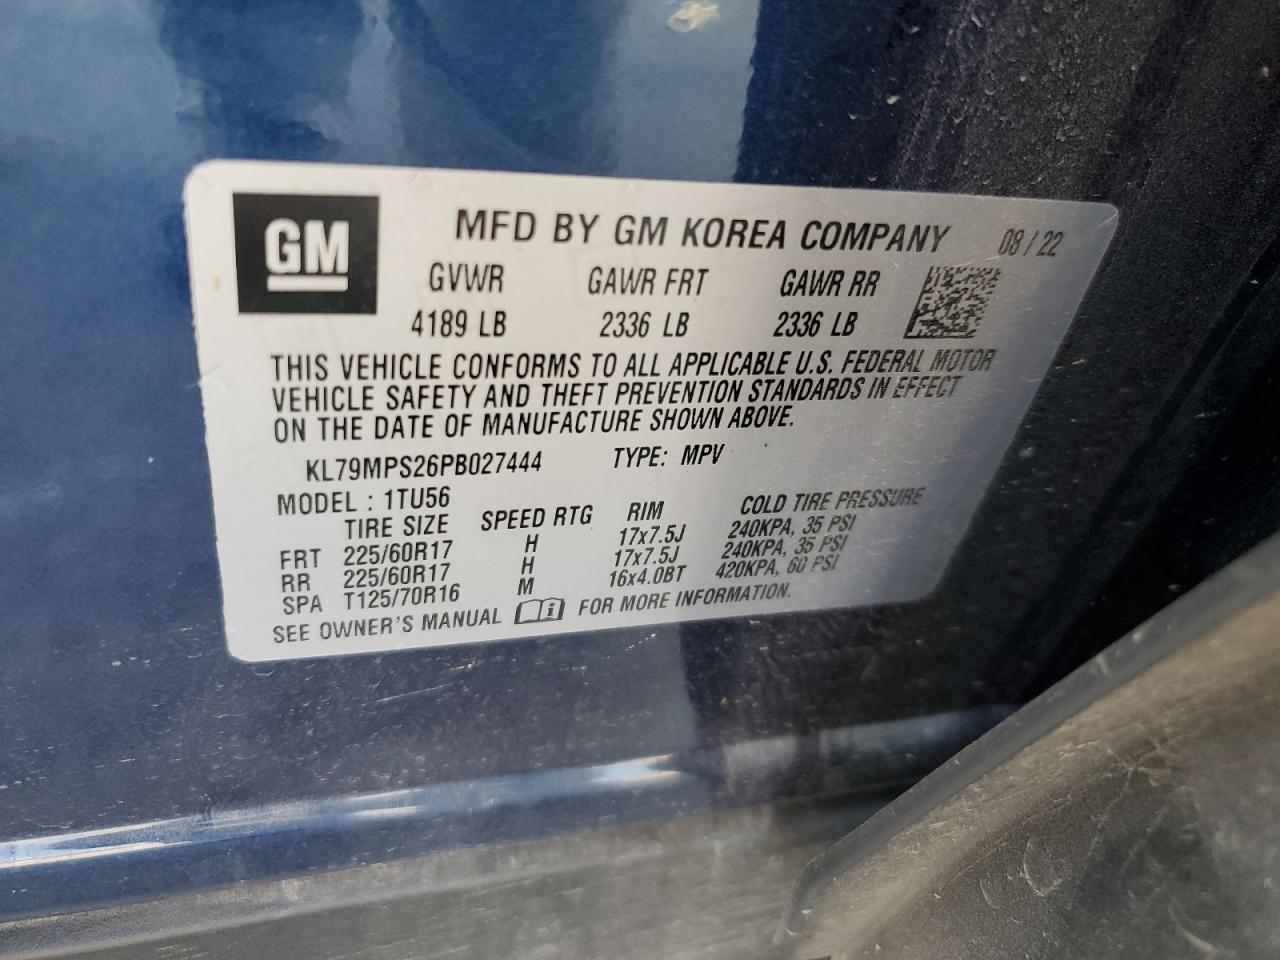 GM
MFD BY GM KOREA COMPANY 08 / 22
GVWR GAWR FRT GAWR RR
4189 LB 2336 LB 2336 LB
THIS VEHICLE CONFORMS TO ALL APPLICABLE U.S. FEDERAL MOTOR
VEHICLE SAFETY AND THEFT PREVENTION STANDARDS IN EFFECT
ON THE DATE OF MANUFACTURE SHOWN ABOVE.
KL79MPS26PB027444 TYPE: MPV
MODEL : 1TU56
TIRE SIZE SPEED RTG RIM COLD TIRE PRESSURE
FRT 225/60R17 H 17x7.5J 240KPA, 35 PSI
RR 225/60R17 H 17x7.5J 240KPA, 35 PSI
SPA T125/70R16 M 16x4.0BT 420KPA, 60 PSI
SEE OWNER'S MANUAL i FOR MORE INFORMATION.